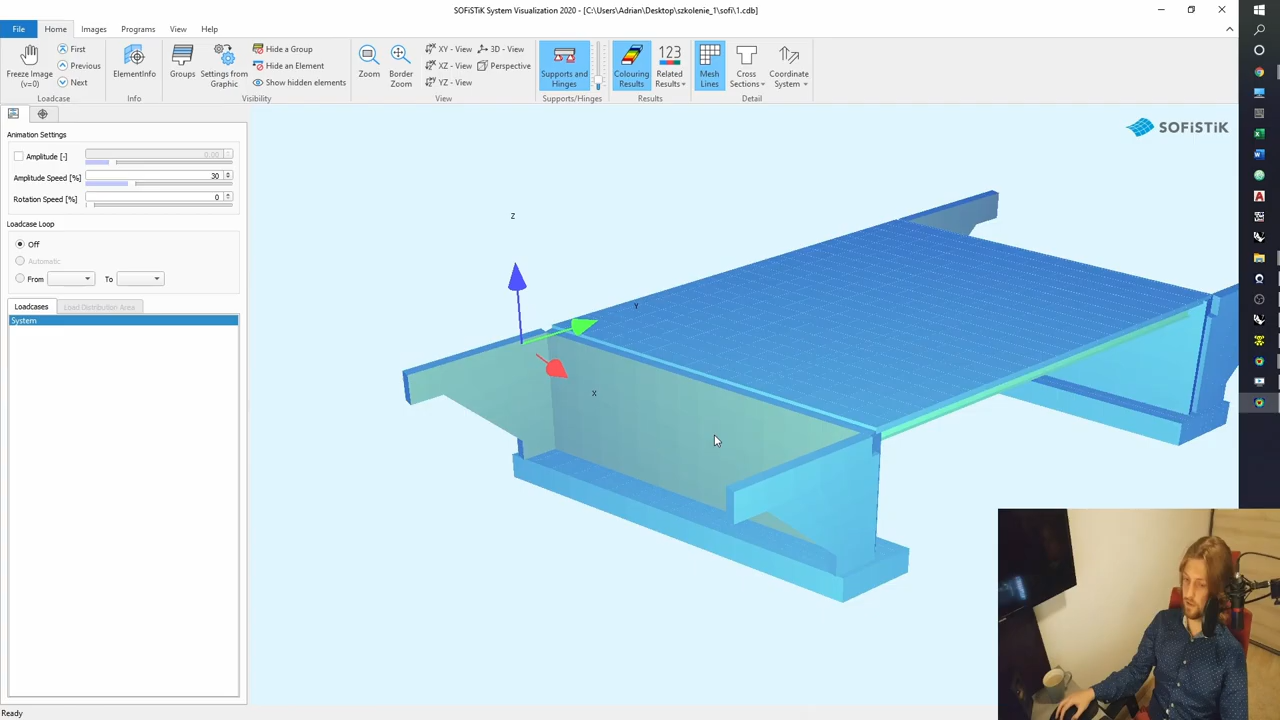 SOFiSTiK System Visualization 2020 - [C:\Users\Adrian\Desktop\szkolenie_1\sofi\1.cdb]
File Home Images Programs View Help
Freeze Image (v=0)
First
Previous
Next
Loadcase
ElementInfo
Info
Groups
Settings from Graphic
Hide a Group
Hide an Element
Show hidden elements
Visibility
Zoom
Border Zoom
XY - View
XZ - View
YZ - View
3D - View
Perspective
View
Supports and Hinges
Supports/Hinges
Colouring Results
123
Related Results
Results
Mesh Lines
Cross Sections
Coordinate System
Detail
SOFiSTiK
Animation Settings
Amplitude [-] 0.00
Amplitude Speed [%] 30
Rotation Speed [%] 0
Loadcase Loop
Off
Automatic
From To
Loadcases Load Distribution Area
System
Z
Y
X
Ready